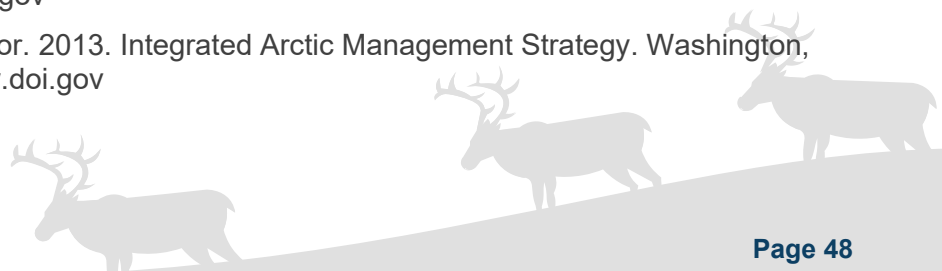 gov
or. 2013. Integrated Arctic Management Strategy. Washington,
.doi.gov
Page 48